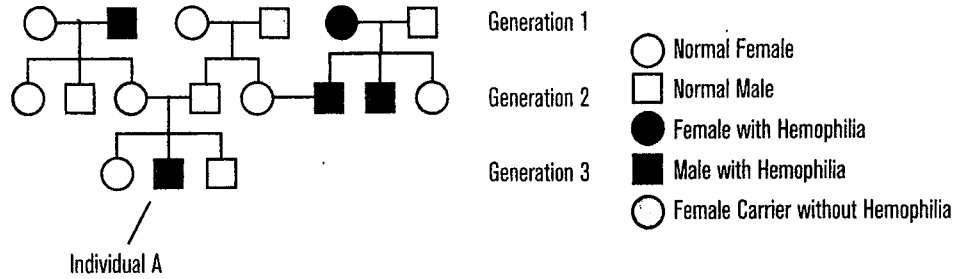 Generation 1
Generation 2
Generation 3
Normal Female
Normal Male
Female with Hemophilia
Male with Hemophilia
Female Carrier without Hemophilia
Individual A